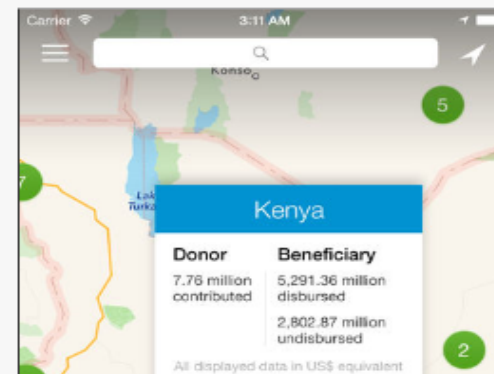 Carrier 3:11 AM
Konso
5
7
Lake
Turka
Kenya
Donor Beneficiary
7.76 million 5,291.36 million
contributed disbursed
2,802.87 million
undisbursed
2
All displayed data in US$ equivalent